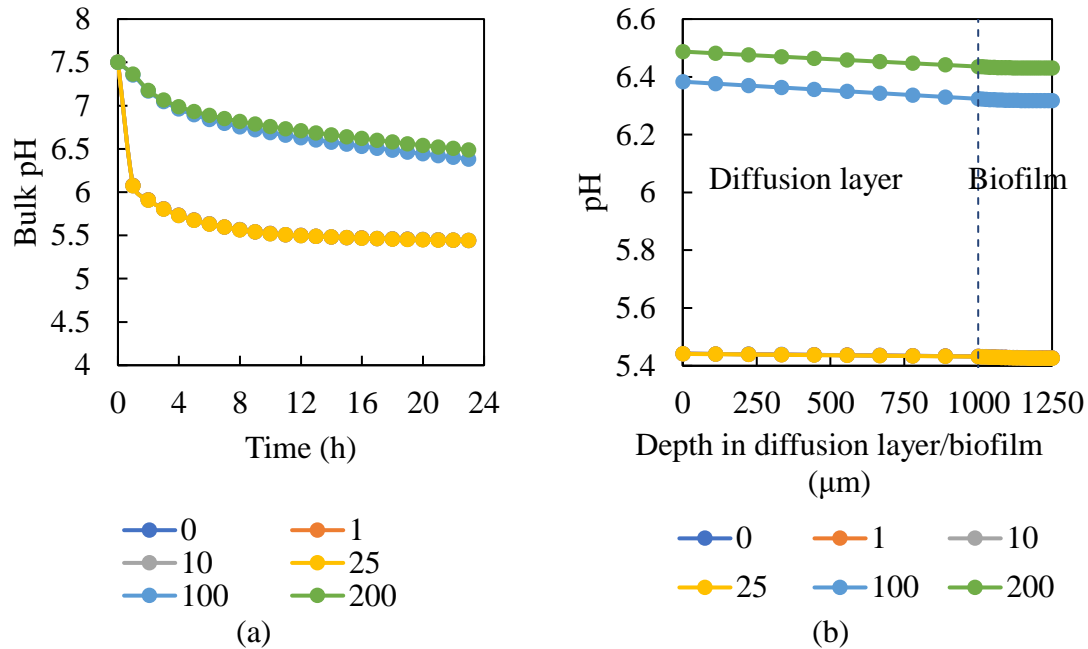 8
7.5
7
6.5
6
5.5
5
4.5
4
Bulk pH
0 4 8 12 16 20 24
Time (h)
0 1
10 25
100 200
(a)
6.6
6.4
6.2
6
5.8
5.6
5.4
pH
Diffusion layer Biofilm
0 250 500 750 1000 1250
Depth in diffusion layer/biofilm
(μm)
0 1 10
25 100 200
(b)